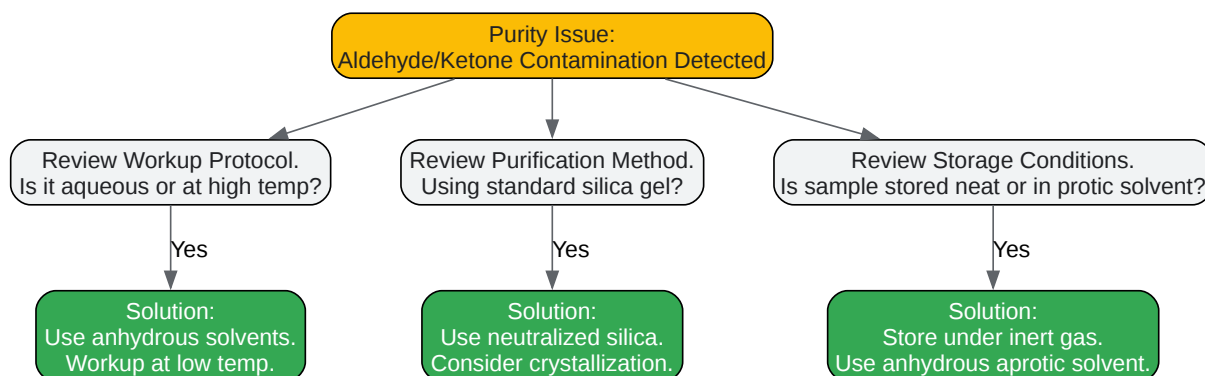 Purity Issue:
Aldehyde/Ketone Contamination Detected
Review Workup Protocol.
Is it aqueous or at high temp?
Review Purification Method.
Using standard silica gel?
Review Storage Conditions.
Is sample stored neat or in protic solvent?
Yes
Yes
Yes
Solution:
Use anhydrous solvents.
Workup at low temp.
Solution:
Use neutralized silica.
Consider crystallization.
Solution:
Store under inert gas.
Use anhydrous aprotic solvent.